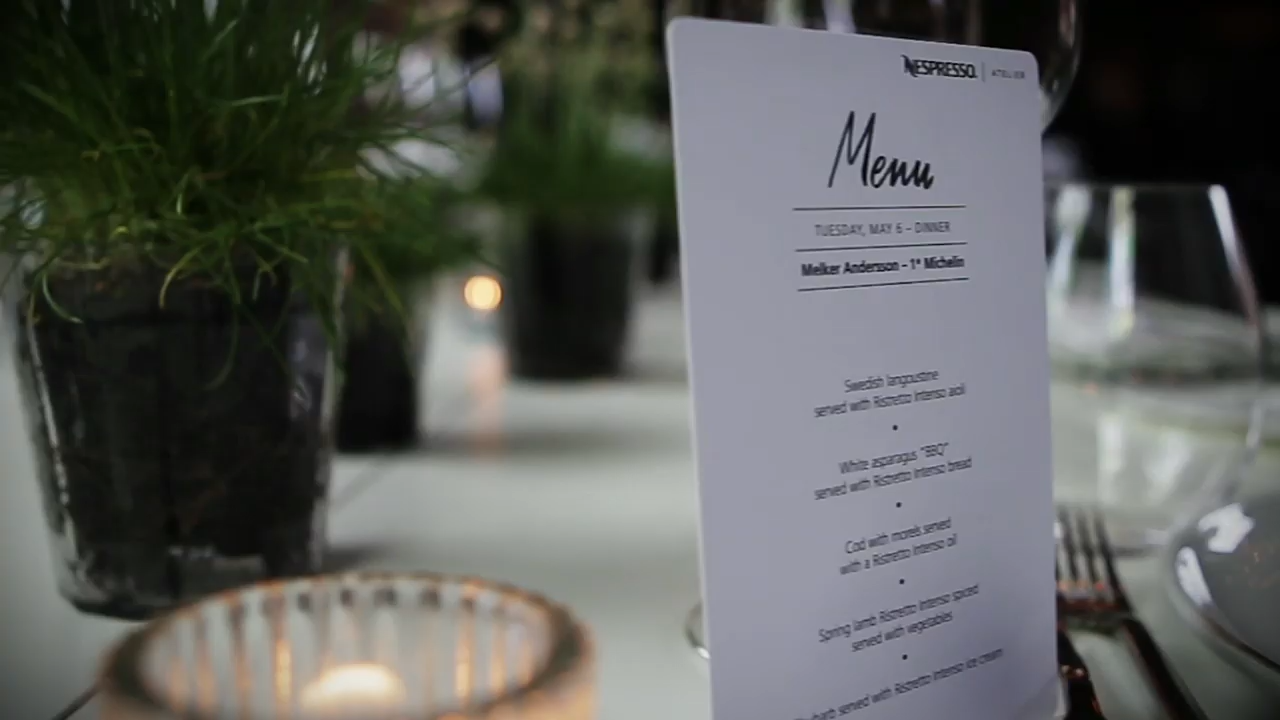 NESPRESSO. | ATELIER
Menu
TUESDAY, MAY 6 – DINNER
Melker Andersson – 1* Michelin
Swedish langoustine
served with Ristretto Intenso aioli
•
White asparagus "BBQ"
served with Ristretto Intenso bread
•
Cod with morels served
with a Ristretto Intenso oil
•
Spring lamb Ristretto Intenso spiced
served with vegetables
•
served with Ristretto Intenso ice cream